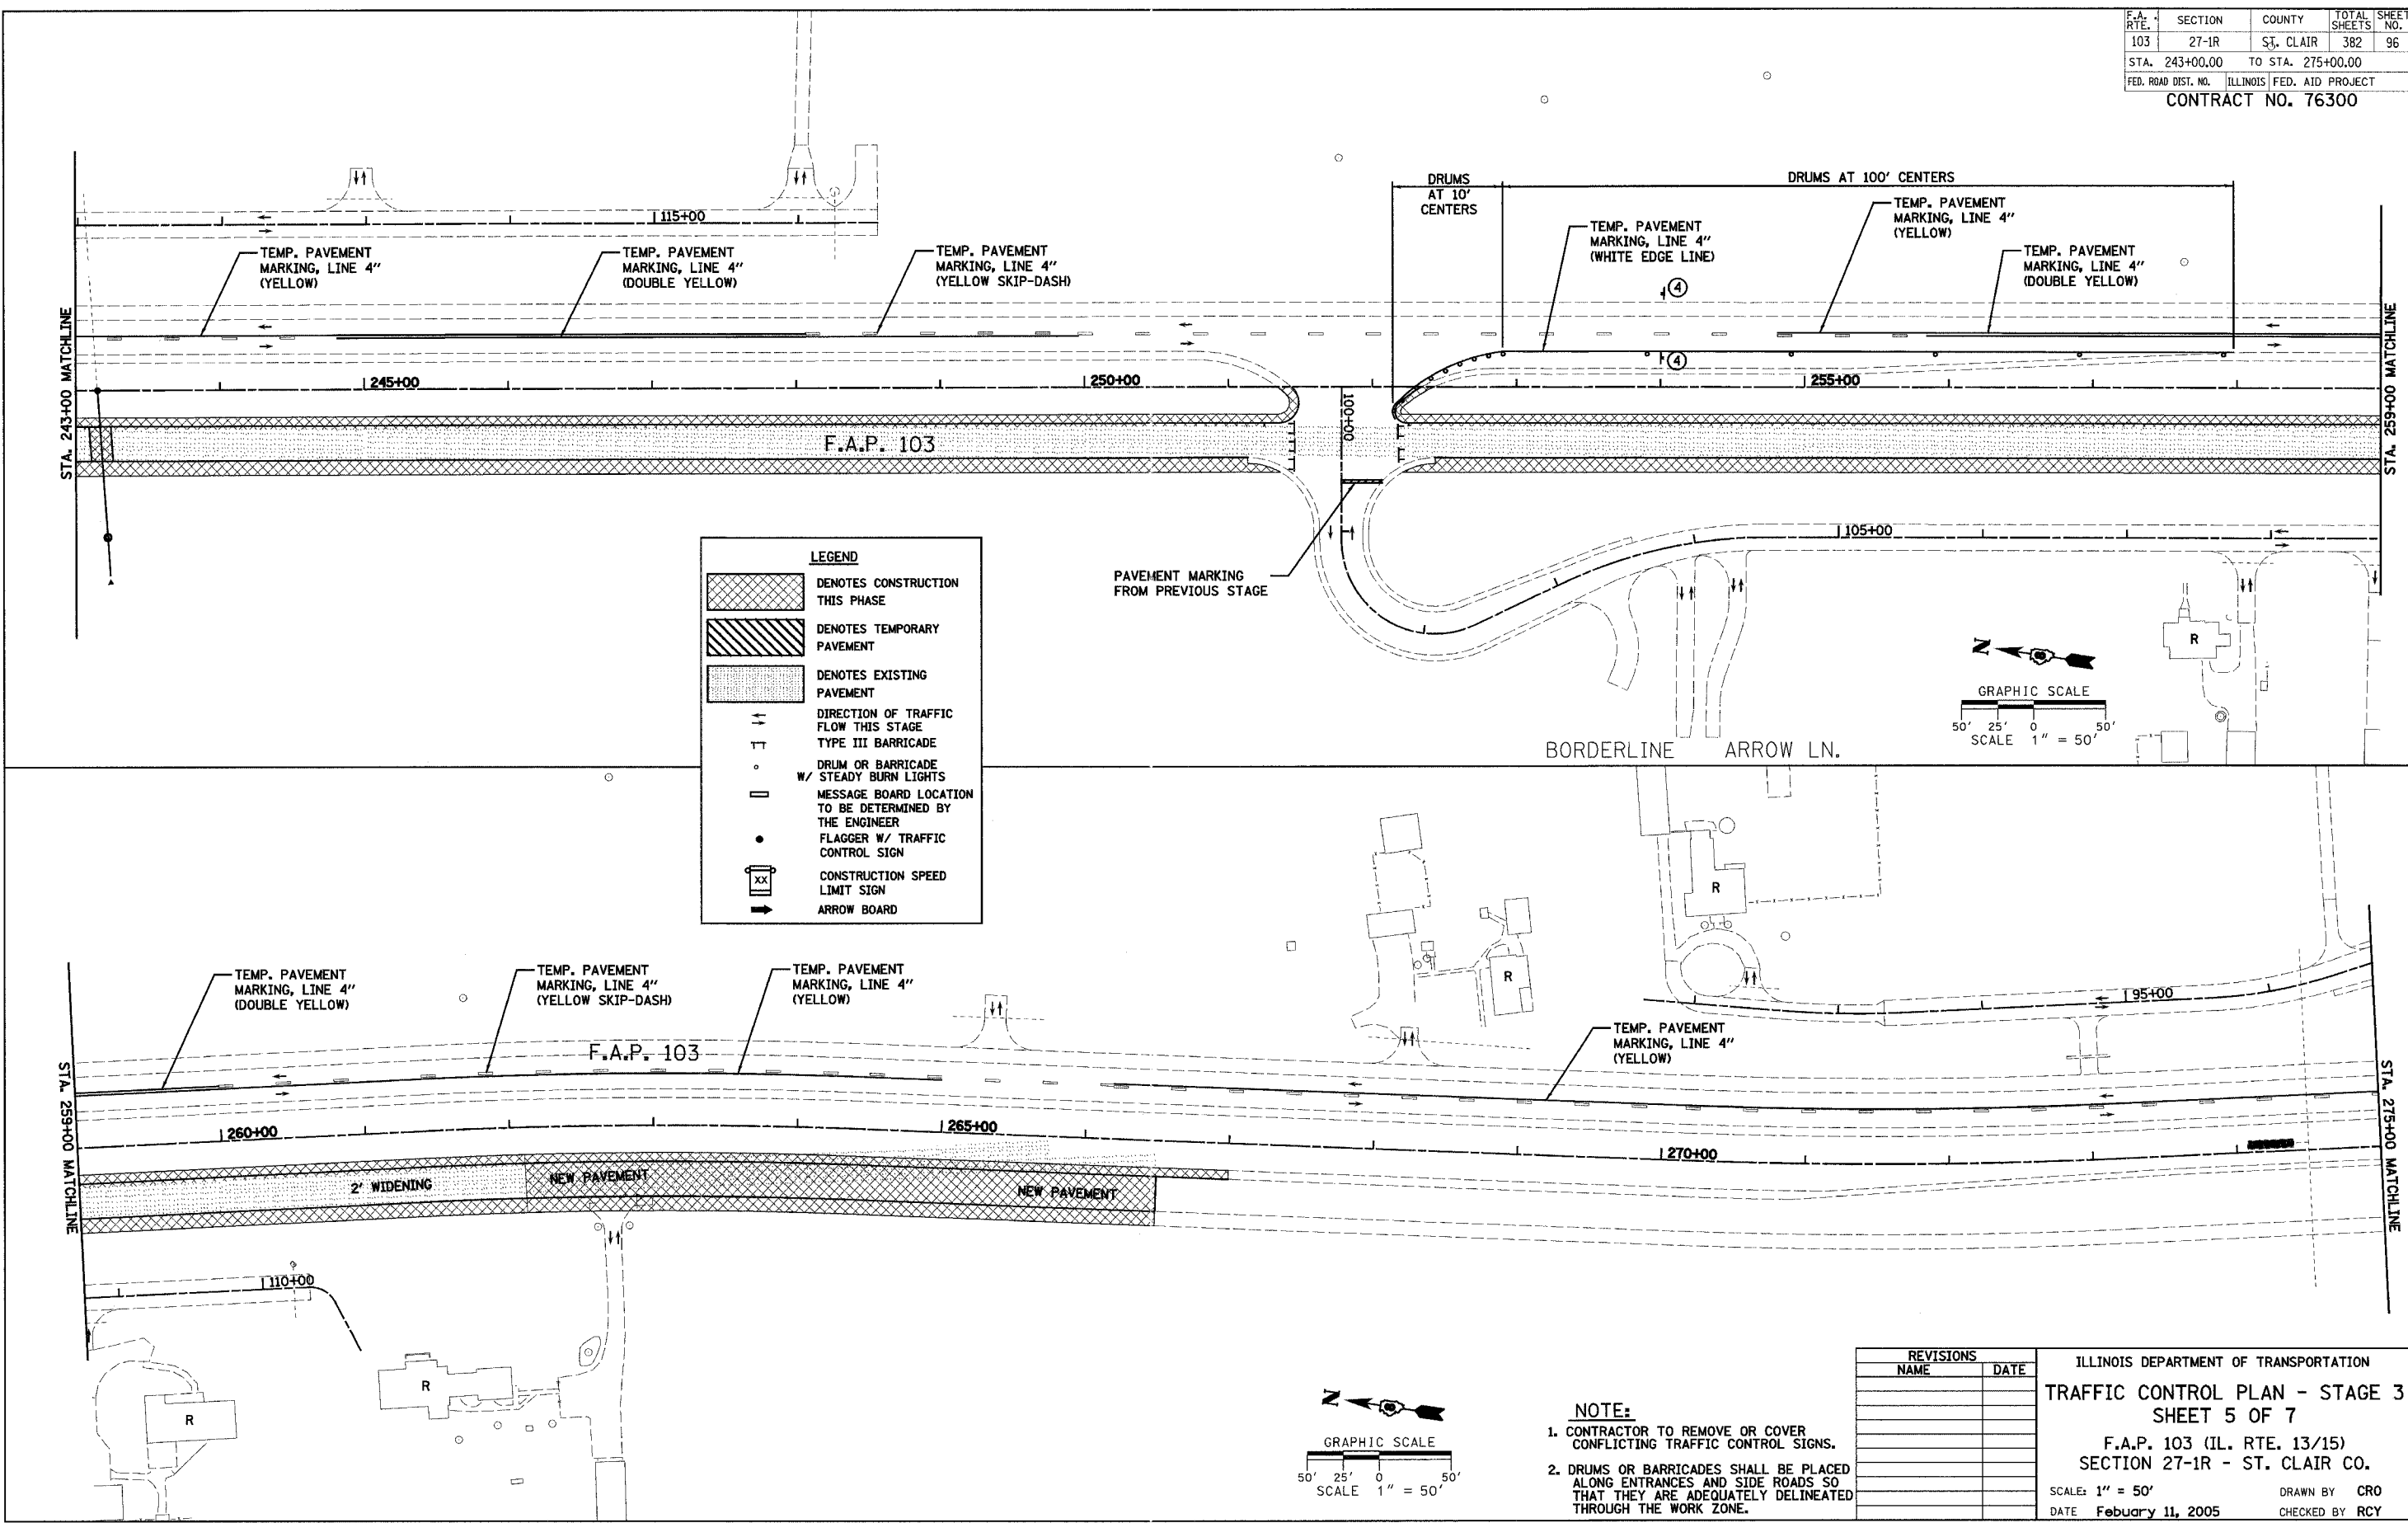 F.A. RTE. SECTION COUNTY TOTAL SHEETS SHEET NO.
103 27-1R ST. CLAIR 382 96
STA. 243+00.00 TO STA. 275+00.00
FED. ROAD DIST. NO. ILLINOIS FED. AID PROJECT
CONTRACT NO. 76300
DRUMS
AT 10'
CENTERS
DRUMS AT 100' CENTERS
115+00
TEMP. PAVEMENT
MARKING, LINE 4"
(YELLOW)
TEMP. PAVEMENT
MARKING, LINE 4"
(DOUBLE YELLOW)
TEMP. PAVEMENT
MARKING, LINE 4"
(YELLOW SKIP-DASH)
TEMP. PAVEMENT
MARKING, LINE 4"
(WHITE EDGE LINE)
TEMP. PAVEMENT
MARKING, LINE 4"
(YELLOW)
TEMP. PAVEMENT
MARKING, LINE 4"
(DOUBLE YELLOW)
4
4
STA. 243+00 MATCHLINE
245+00
250+00
255+00
100+00
STA. 259+00 MATCHLINE
F.A.P. 103
105+00
PAVEMENT MARKING
FROM PREVIOUS STAGE
LEGEND
DENOTES CONSTRUCTION
THIS PHASE
DENOTES TEMPORARY
PAVEMENT
DENOTES EXISTING
PAVEMENT
DIRECTION OF TRAFFIC
FLOW THIS STAGE
TYPE III BARRICADE
DRUM OR BARRICADE
W/ STEADY BURN LIGHTS
MESSAGE BOARD LOCATION
TO BE DETERMINED BY
THE ENGINEER
FLAGGER W/ TRAFFIC
CONTROL SIGN
XX
CONSTRUCTION SPEED
LIMIT SIGN
ARROW BOARD
R
N
GRAPHIC SCALE
50' 25' 0 50'
SCALE 1" = 50'
BORDERLINE ARROW LN.
R
R
TEMP. PAVEMENT
MARKING, LINE 4"
(DOUBLE YELLOW)
TEMP. PAVEMENT
MARKING, LINE 4"
(YELLOW SKIP-DASH)
TEMP. PAVEMENT
MARKING, LINE 4"
(YELLOW)
TEMP. PAVEMENT
MARKING, LINE 4"
(YELLOW)
95+00
F.A.P. 103
STA. 259+00 MATCHLINE
260+00
265+00
270+00
STA. 275+00 MATCHLINE
2' WIDENING
NEW PAVEMENT
NEW PAVEMENT
110+00
R
R
N
GRAPHIC SCALE
50' 25' 0 50'
SCALE 1" = 50'
NOTE:
1. CONTRACTOR TO REMOVE OR COVER
CONFLICTING TRAFFIC CONTROL SIGNS.
2. DRUMS OR BARRICADES SHALL BE PLACED
ALONG ENTRANCES AND SIDE ROADS SO
THAT THEY ARE ADEQUATELY DELINEATED
THROUGH THE WORK ZONE.
REVISIONS
NAME DATE
ILLINOIS DEPARTMENT OF TRANSPORTATION
TRAFFIC CONTROL PLAN - STAGE 3
SHEET 5 OF 7
F.A.P. 103 (IL. RTE. 13/15)
SECTION 27-1R - ST. CLAIR CO.
SCALE: 1" = 50' DRAWN BY CRO
DATE Febuary 11, 2005 CHECKED BY RCY